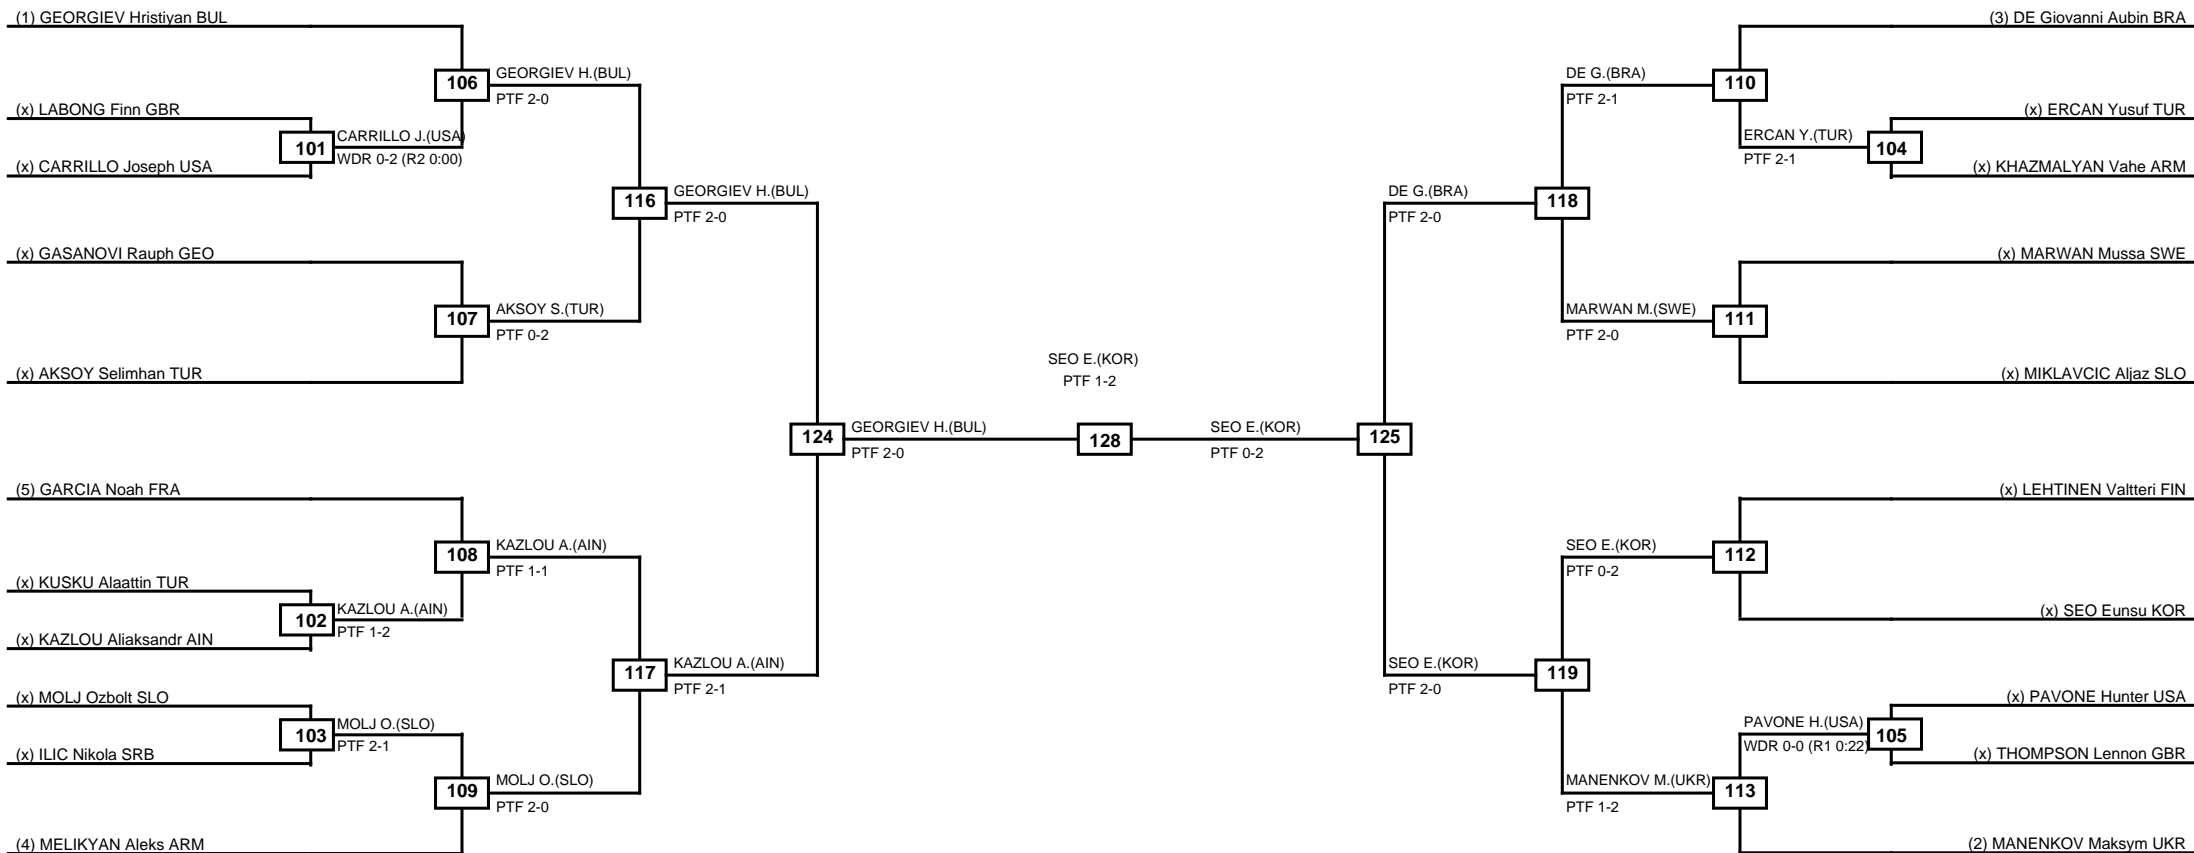 (1) GEORGIEV Hristiyan BUL
106
GEORGIEV H.(BUL)
PTF 2-0
(x) LABONG Finn GBR
101
CARRILLO J.(USA)
WDR 0-2 (R2 0:00)
(x) CARRILLO Joseph USA
116
GEORGIEV H.(BUL)
PTF 2-0
(x) GASANOVI Rauph GEO
107
AKSOY S.(TUR)
PTF 0-2
(x) AKSOY Selimhan TUR
124
GEORGIEV H.(BUL)
PTF 2-0
(5) GARCIA Noah FRA
108
KAZLOU A.(AIN)
PTF 1-1
(x) KUSKU Alaattin TUR
102
KAZLOU A.(AIN)
PTF 1-2
(x) KAZLOU Aliaksandr AIN
117
KAZLOU A.(AIN)
PTF 2-1
(x) MOLJ Ozbolt SLO
103
MOLJ O.(SLO)
PTF 2-1
(x) ILIC Nikola SRB
109
MOLJ O.(SLO)
PTF 2-0
(4) MELIKYAN Aleks ARM
SEO E.(KOR)
PTF 1-2
128
SEO E.(KOR)
PTF 0-2
125
(3) DE Giovanni Aubin BRA
DE G.(BRA)
PTF 2-1
110
(x) ERCAN Yusuf TUR
ERCAN Y.(TUR)
PTF 2-1
104
(x) KHAZMALYAN Vahe ARM
DE G.(BRA)
PTF 2-0
118
(x) MARWAN Mussa SWE
MARWAN M.(SWE)
PTF 2-0
111
(x) MIKLAVCIC Aljaz SLO
(x) LEHTINEN Valtteri FIN
SEO E.(KOR)
PTF 0-2
112
(x) SEO Eunsu KOR
SEO E.(KOR)
PTF 2-0
119
(x) PAVONE Hunter USA
PAVONE H.(USA)
WDR 0-0 (R1 0:22)
105
(x) THOMPSON Lennon GBR
MANENKOV M.(UKR)
PTF 1-2
113
(2) MANENKOV Maksym UKR